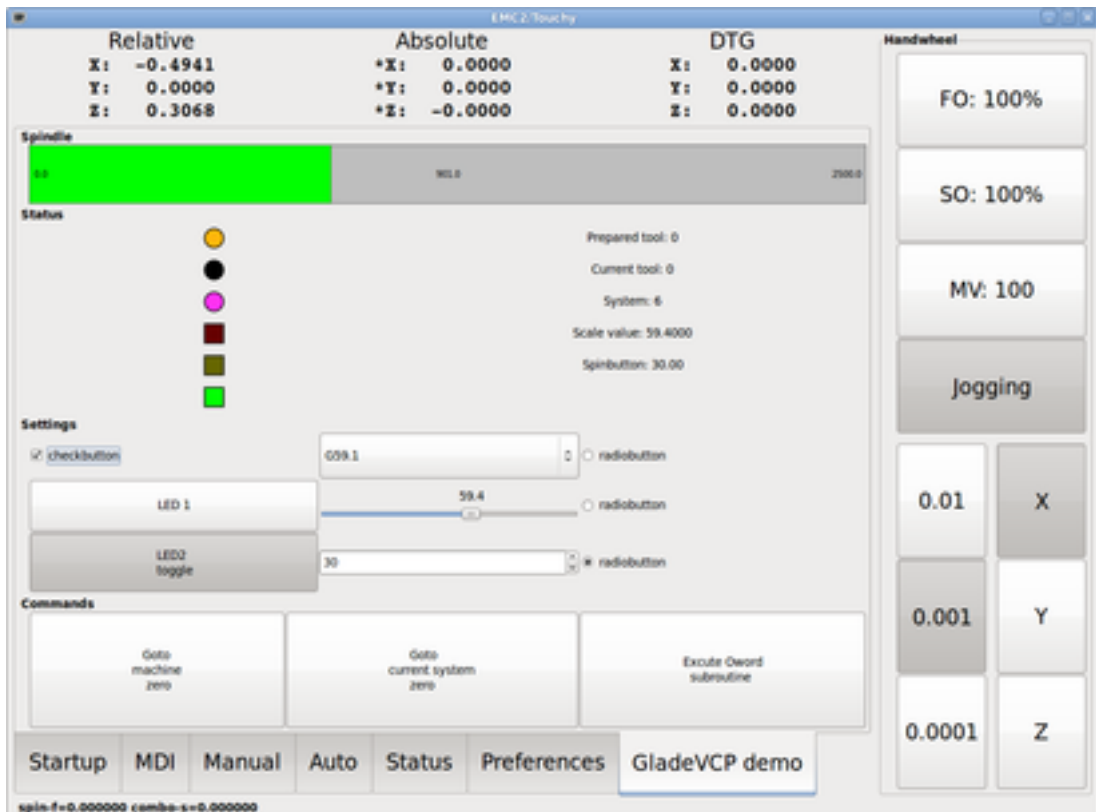 EMC2/Touchy
Relative Absolute DTG
X: -0.4941 *X: 0.0000 X: 0.0000
Y: 0.0000 *Y: 0.0000 Y: 0.0000
Z: 0.3068 *Z: -0.0000 Z: 0.0000
Spindle
0.0 901.0 2500.0
Status
Prepared tool: 0
Current tool: 0
System: 6
Scale value: 59.4000
Spinbutton: 30.00
Settings
checkbutton G59.1 radiobutton
LED 1 59.4 radiobutton
LED2
toggle
30 radiobutton
Commands
Goto
machine
zero
Goto
current system
zero
Excute Oword
subroutine
Startup MDI Manual Auto Status Preferences GladeVCP demo
spin-f=0.000000 combo-s=0.000000
Handwheel
FO: 100%
SO: 100%
MV: 100
Jogging
0.01 X
0.001 Y
0.0001 Z